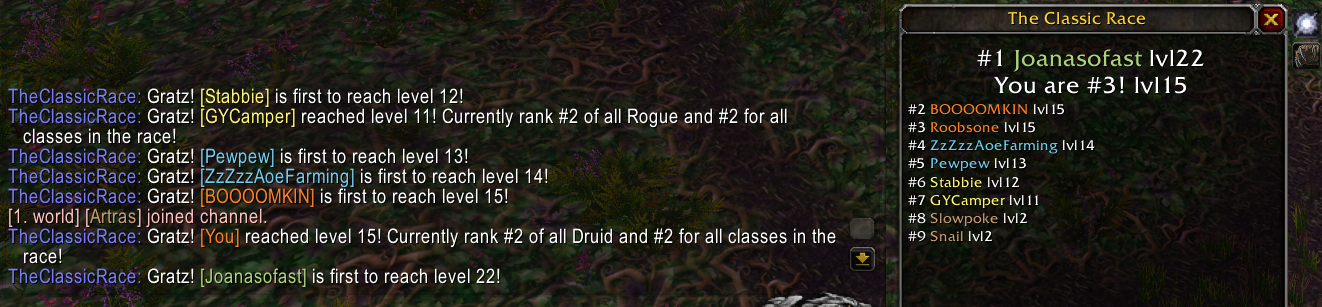 TheClassicRace: Gratz! [Stabbie] is first to reach level 12!
TheClassicRace: Gratz! [GYCamper] reached level 11! Currently rank #2 of all Rogue and #2 for all
classes in the race!
TheClassicRace: Gratz! [Pewpew] is first to reach level 13!
TheClassicRace: Gratz! [ZzZzzAoeFarming] is first to reach level 14!
TheClassicRace: Gratz! [BOOOOMKIN] is first to reach level 15!
[1. world] [Artras] joined channel.
TheClassicRace: Gratz! [You] reached level 15! Currently rank #2 of all Druid and #2 for all classes in the
race!
TheClassicRace: Gratz! [Joanasofast] is first to reach level 22!
The Classic Race
#1 Joanasofast lvl22
You are #3! lvl15
#2 BOOOOMKIN lvl15
#3 Roobsone lvl15
#4 ZzZzzAoeFarming lvl14
#5 Pewpew lvl13
#6 Stabbie lvl12
#7 GYCamper lvl11
#8 Slowpoke lvl2
#9 Snail lvl2